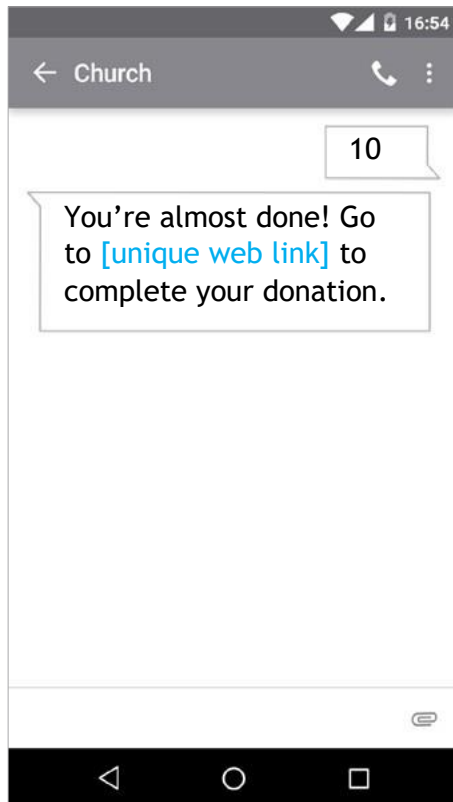 16:54
Church
10
You’re almost done! Go
to [unique web link] to
complete your donation.